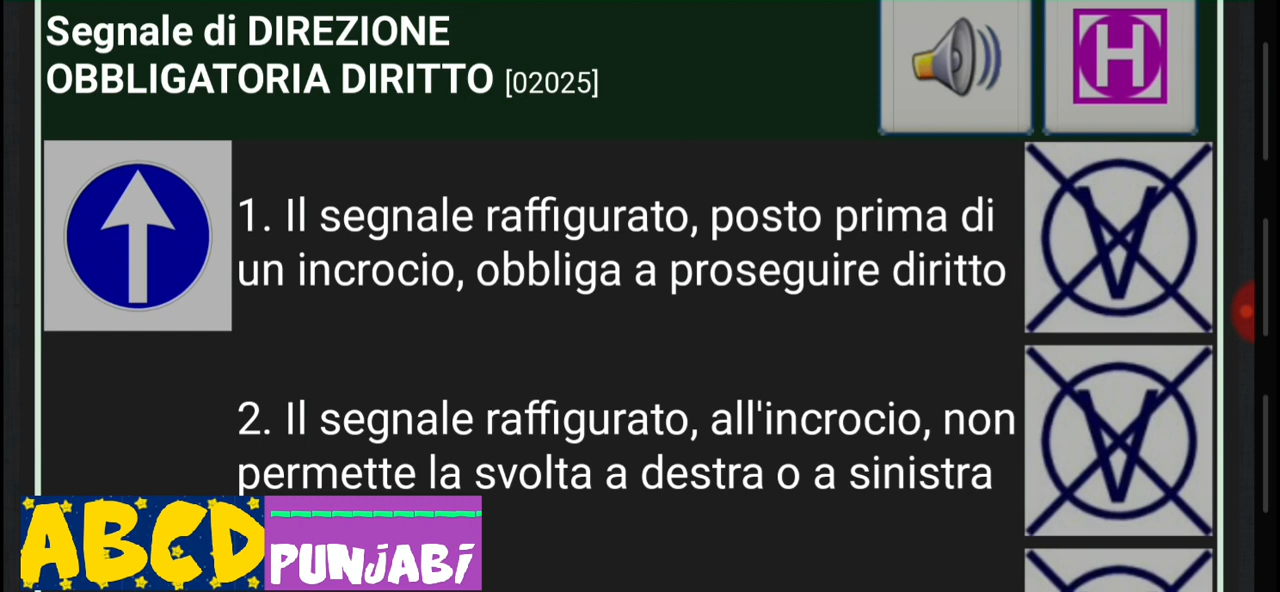 Segnale di DIREZIONE
OBBLIGATORIA DIRITTO [02025]
H
1. Il segnale raffigurato, posto prima di
un incrocio, obbliga a proseguire diritto
V
2. Il segnale raffigurato, all'incrocio, non
permette la svolta a destra o a sinistra
V
ABCD PUNJABI